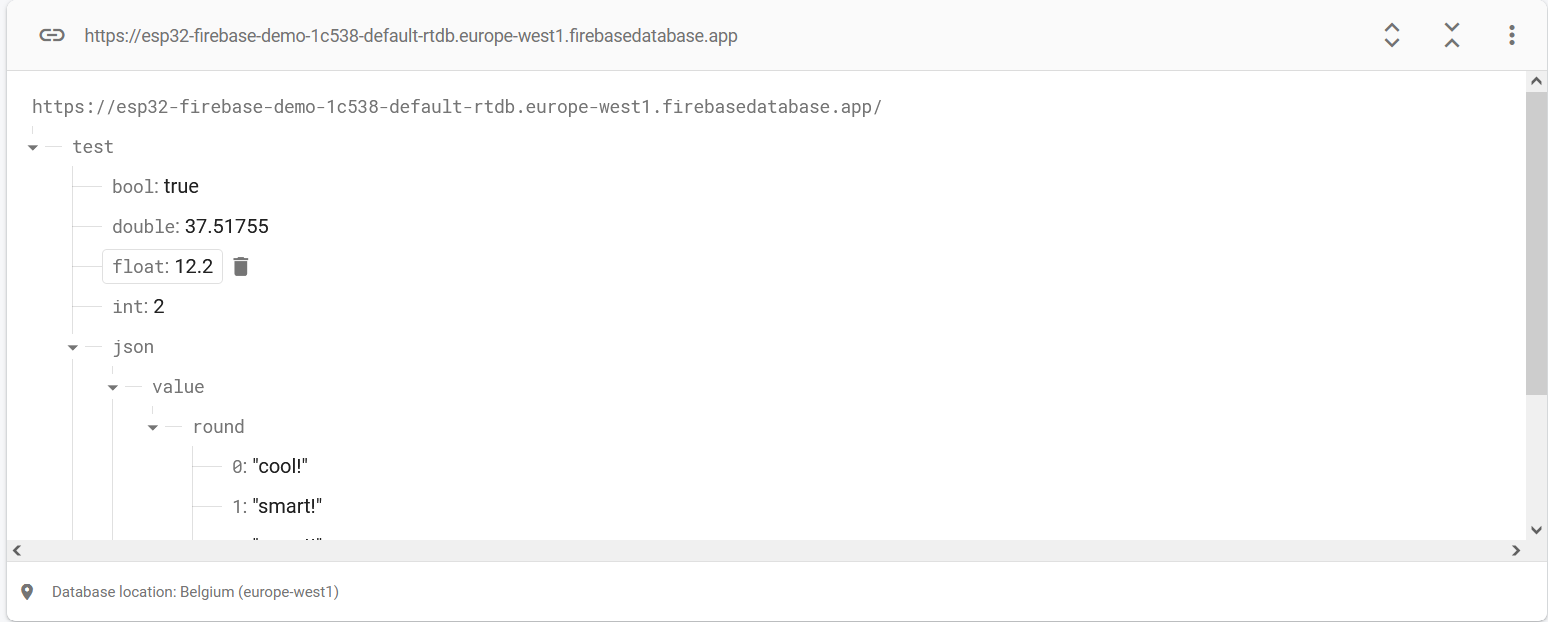 https://esp32-firebase-demo-1c538-default-rtdb.europe-west1.firebasedatabase.app
https://esp32-firebase-demo-1c538-default-rtdb.europe-west1.firebasedatabase.app/
test
bool: true
double: 37.51755
float: 12.2
int: 2
json
value
round
0: "cool!"
1: "smart!"
Database location: Belgium (europe-west1)